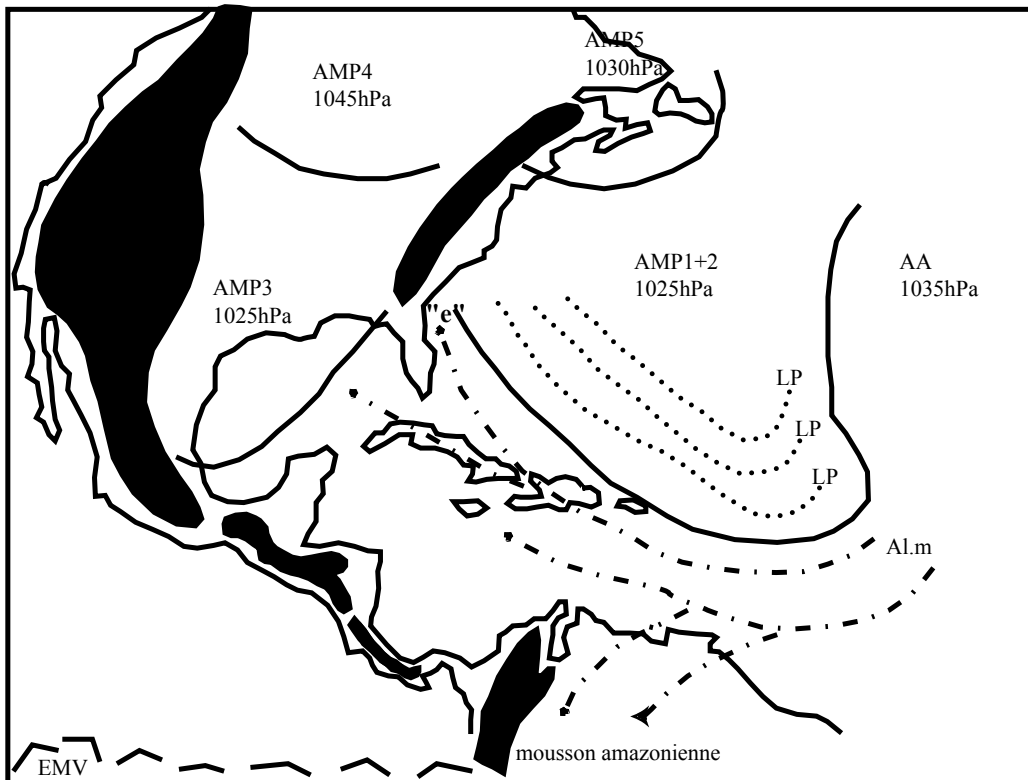 AMP5
1030hPa
AMP4
1045hPa
AMP1+2
1025hPa
AA
1035hPa
AMP3
1025hPa
"e"
LP
LP
LP
Al.m
mousson amazonienne
EMV